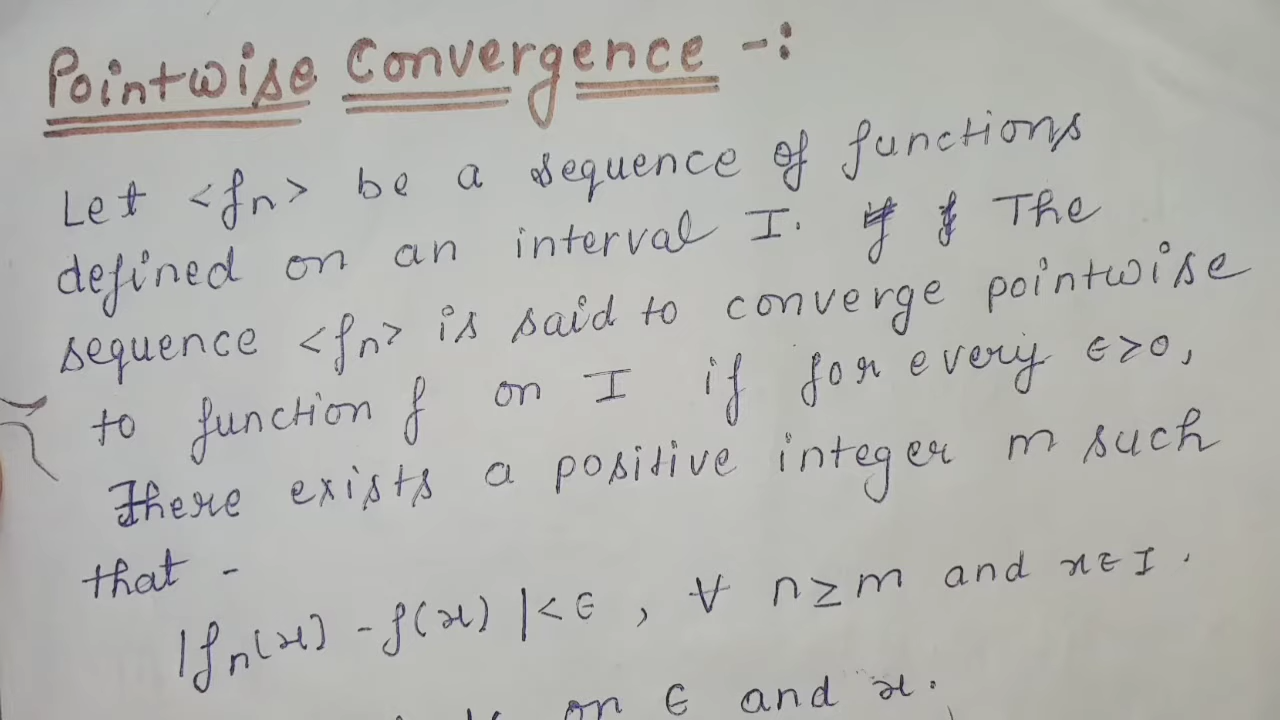 Pointwise Convergence -:
Let <fn> be a sequence of functions
defined on an interval I. The
sequence <fn> is said to converge pointwise
to function f on I if for every ϵ>0,
There exists a positive integer m such
that -
|fn(x) - f(x)|<ϵ, ∀ n≥m and x∈I.
on ϵ and x.